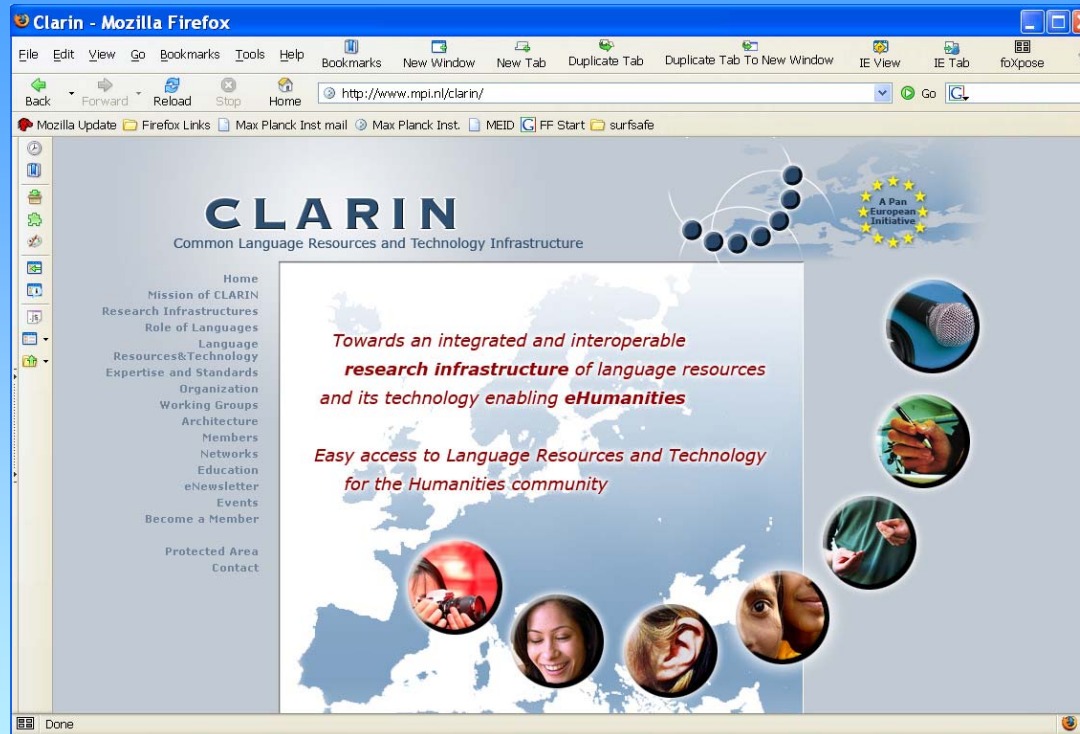 Clarin - Mozilla Firefox
File Edit View Go Bookmarks Tools Help Bookmarks New Window New Tab Duplicate Tab Duplicate Tab To New Window IE View IE Tab foXpose
Back Forward Reload Stop Home http://www.mpi.nl/clarin/ Go G
Mozilla Update Firefox Links Max Planck Inst mail Max Planck Inst. MEID G FF Start surfsafe
CLARIN
Common Language Resources and Technology Infrastructure
A Pan
European
Initiative
Home
Mission of CLARIN
Research Infrastructures
Role of Languages
Language
Resources&Technology
Expertise and Standards
Organization
Working Groups
Architecture
Members
Networks
Education
eNewsletter
Events
Become a Member
Protected Area
Contact
Towards an integrated and interoperable
research infrastructure of language resources
and its technology enabling eHumanities
Easy access to Language Resources and Technology
for the Humanities community
Done